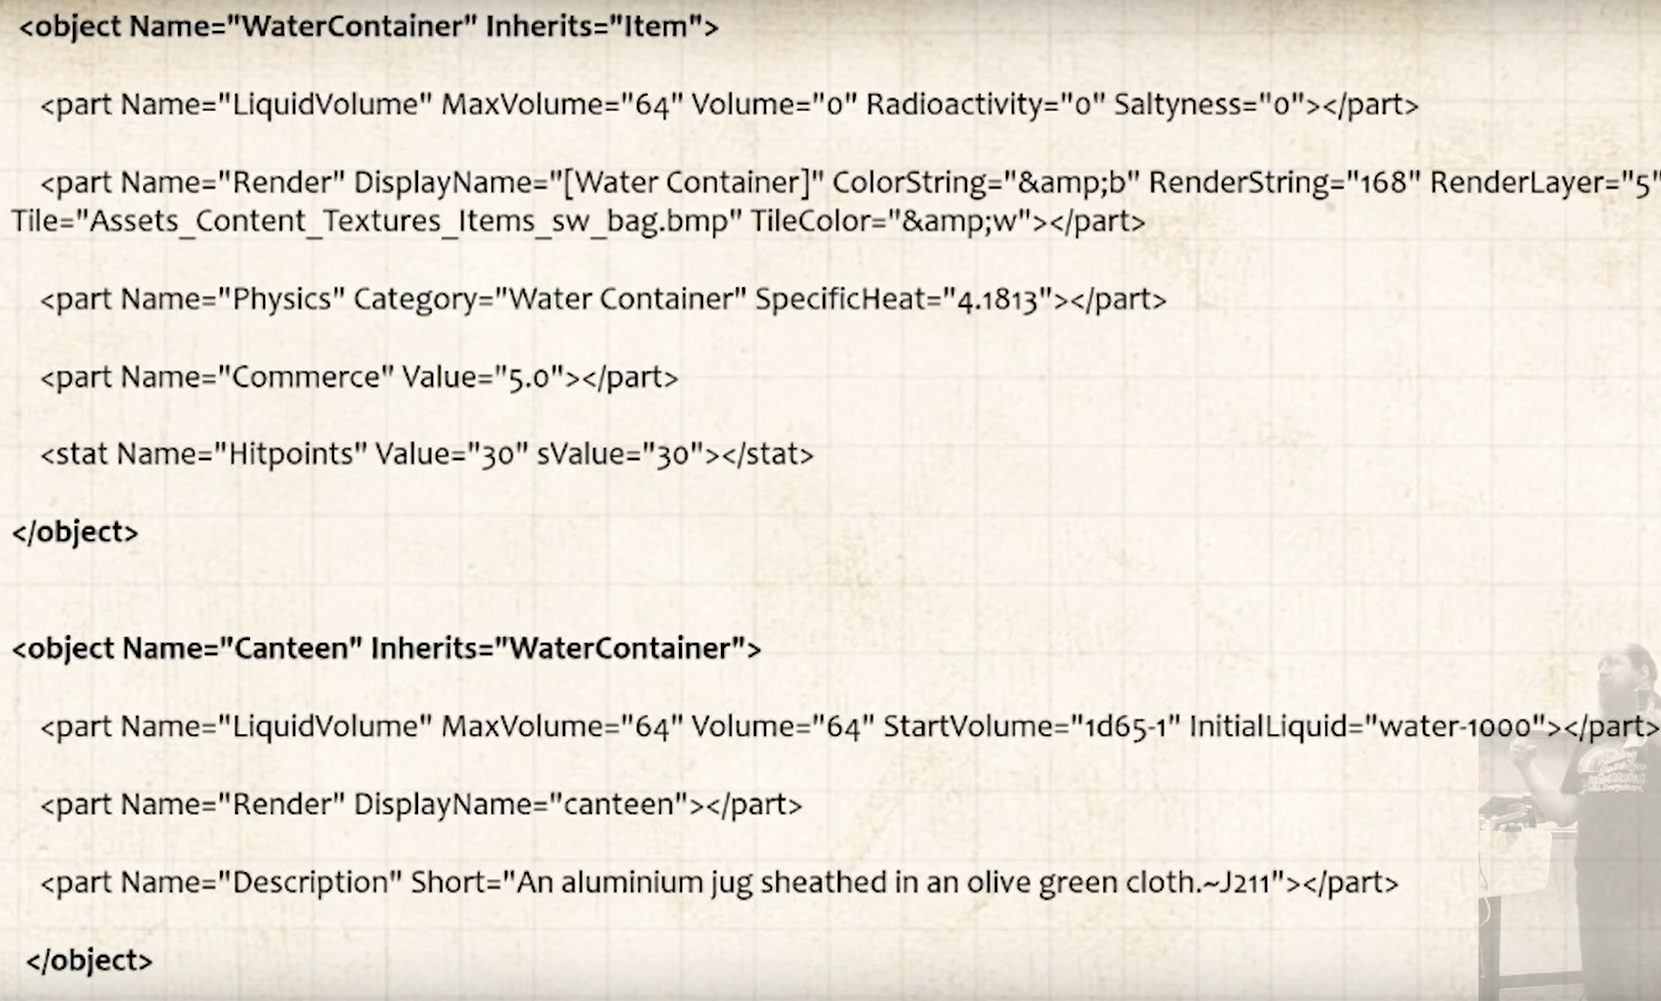 <object Name="WaterContainer" Inherits="Item">
<part Name="LiquidVolume" MaxVolume="64" Volume="0" Radioactivity="0" Saltyness="0"></part>
<part Name="Render" DisplayName="[Water Container]" ColorString="&amp;b" RenderString="168" RenderLayer="5"
Tile="Assets_Content_Textures_Items_sw_bag.bmp" TileColor="&amp;w"></part>
<part Name="Physics" Category="Water Container" SpecificHeat="4.1813"></part>
<part Name="Commerce" Value="5.0"></part>
<stat Name="Hitpoints" Value="30" sValue="30"></stat>
</object>
<object Name="Canteen" Inherits="WaterContainer">
<part Name="LiquidVolume" MaxVolume="64" Volume="64" StartVolume="1d65-1" InitialLiquid="water-1000"></part>
<part Name="Render" DisplayName="canteen"></part>
<part Name="Description" Short="An aluminium jug sheathed in an olive green cloth.~J211"></part>
</object>